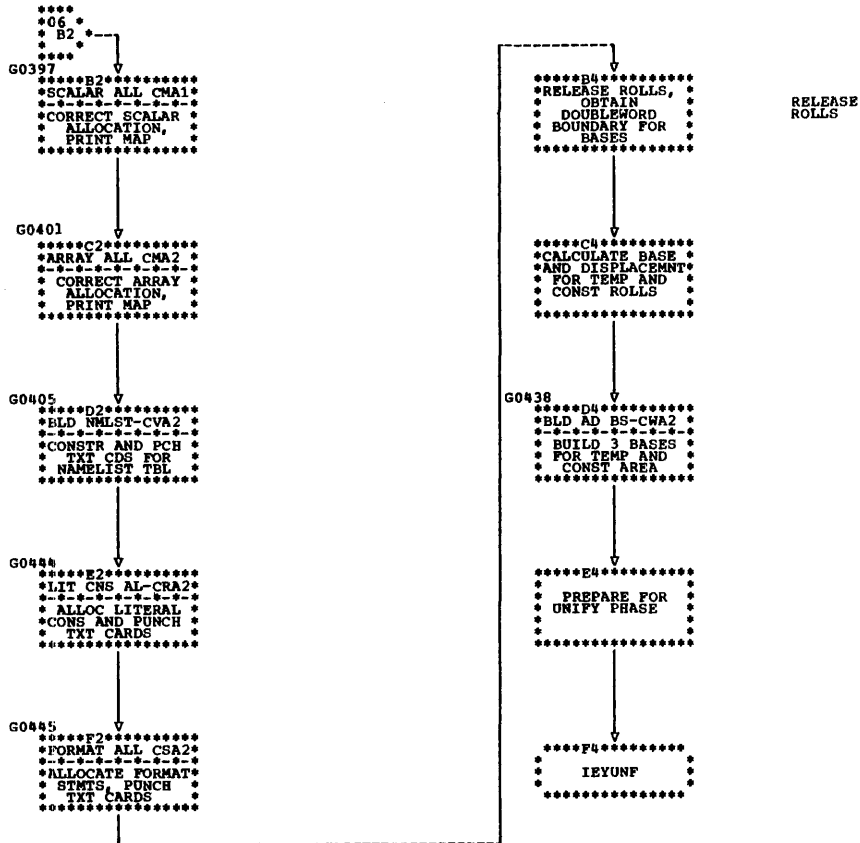 06
B2
G0397
B2
SCALAR ALL CMA1
CORRECT SCALAR
ALLOCATION,
PRINT MAP
G0401
C2
ARRAY ALL CMA2
CORRECT ARRAY
ALLOCATION,
PRINT MAP
G0405
D2
BLD NMLST-CVA2
CONSTR AND PCH
TXT CDS FOR
NAMELIST TBL
G0444
E2
LIT CNS AL-CRA2
ALLOC LITERAL
CONS AND PUNCH
TXT CARDS
G0445
F2
FORMAT ALL CSA2
ALLOCATE FORMAT
STMTS, PUNCH
TXT CARDS
B4
RELEASE ROLLS,
OBTAIN
DOUBLEWORD
BOUNDARY FOR
BASES
RELEASE
ROLLS
C4
CALCULATE BASE
AND DISPLACEMNT
FOR TEMP AND
CONST ROLLS
G0438
D4
BLD AD BS-CWA2
BUILD 3 BASES
FOR TEMP AND
CONST AREA
E4
PREPARE FOR
UNIFY PHASE
F4
IEYUNF